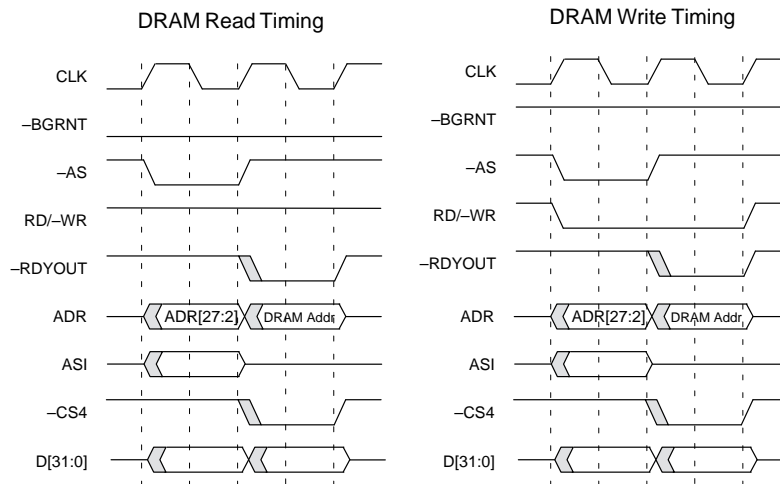 DRAM Read Timing
CLK
–BGRNT
–AS
RD/–WR
–RDYOUT
ADR
ADR[27:2]
DRAM Addr
ASI
–CS4
D[31:0]
DRAM Write Timing
CLK
–BGRNT
–AS
RD/–WR
–RDYOUT
ADR
ADR[27:2]
DRAM Addr
ASI
–CS4
D[31:0]